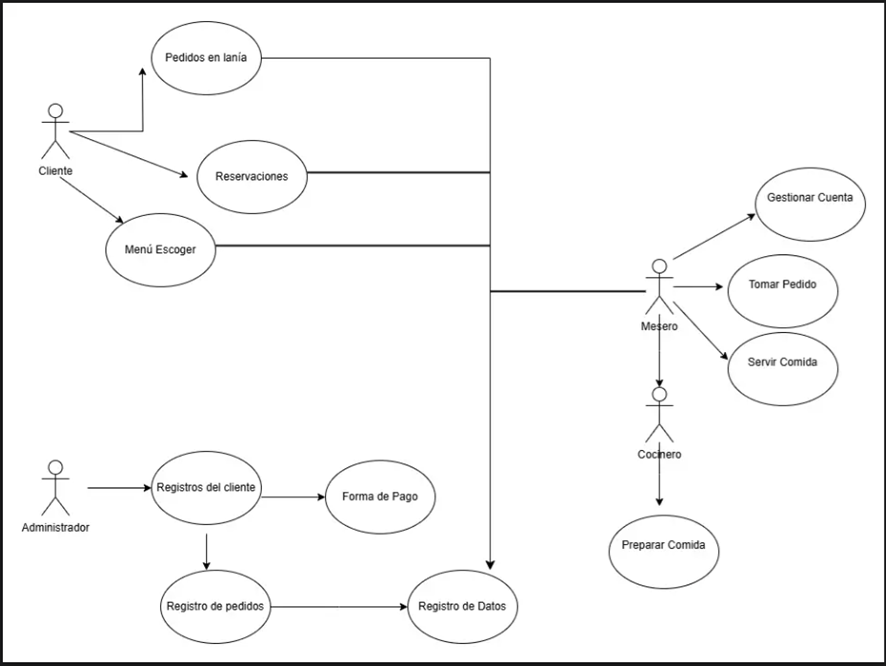 Pedidos en lanía
Cliente
Reservaciones
Menú Escoger
Gestionar Cuenta
Tomar Pedido
Mesero
Servir Comida
Cocinero
Administrador
Registros del cliente
Forma de Pago
Preparar Comida
Registro de pedidos
Registro de Datos